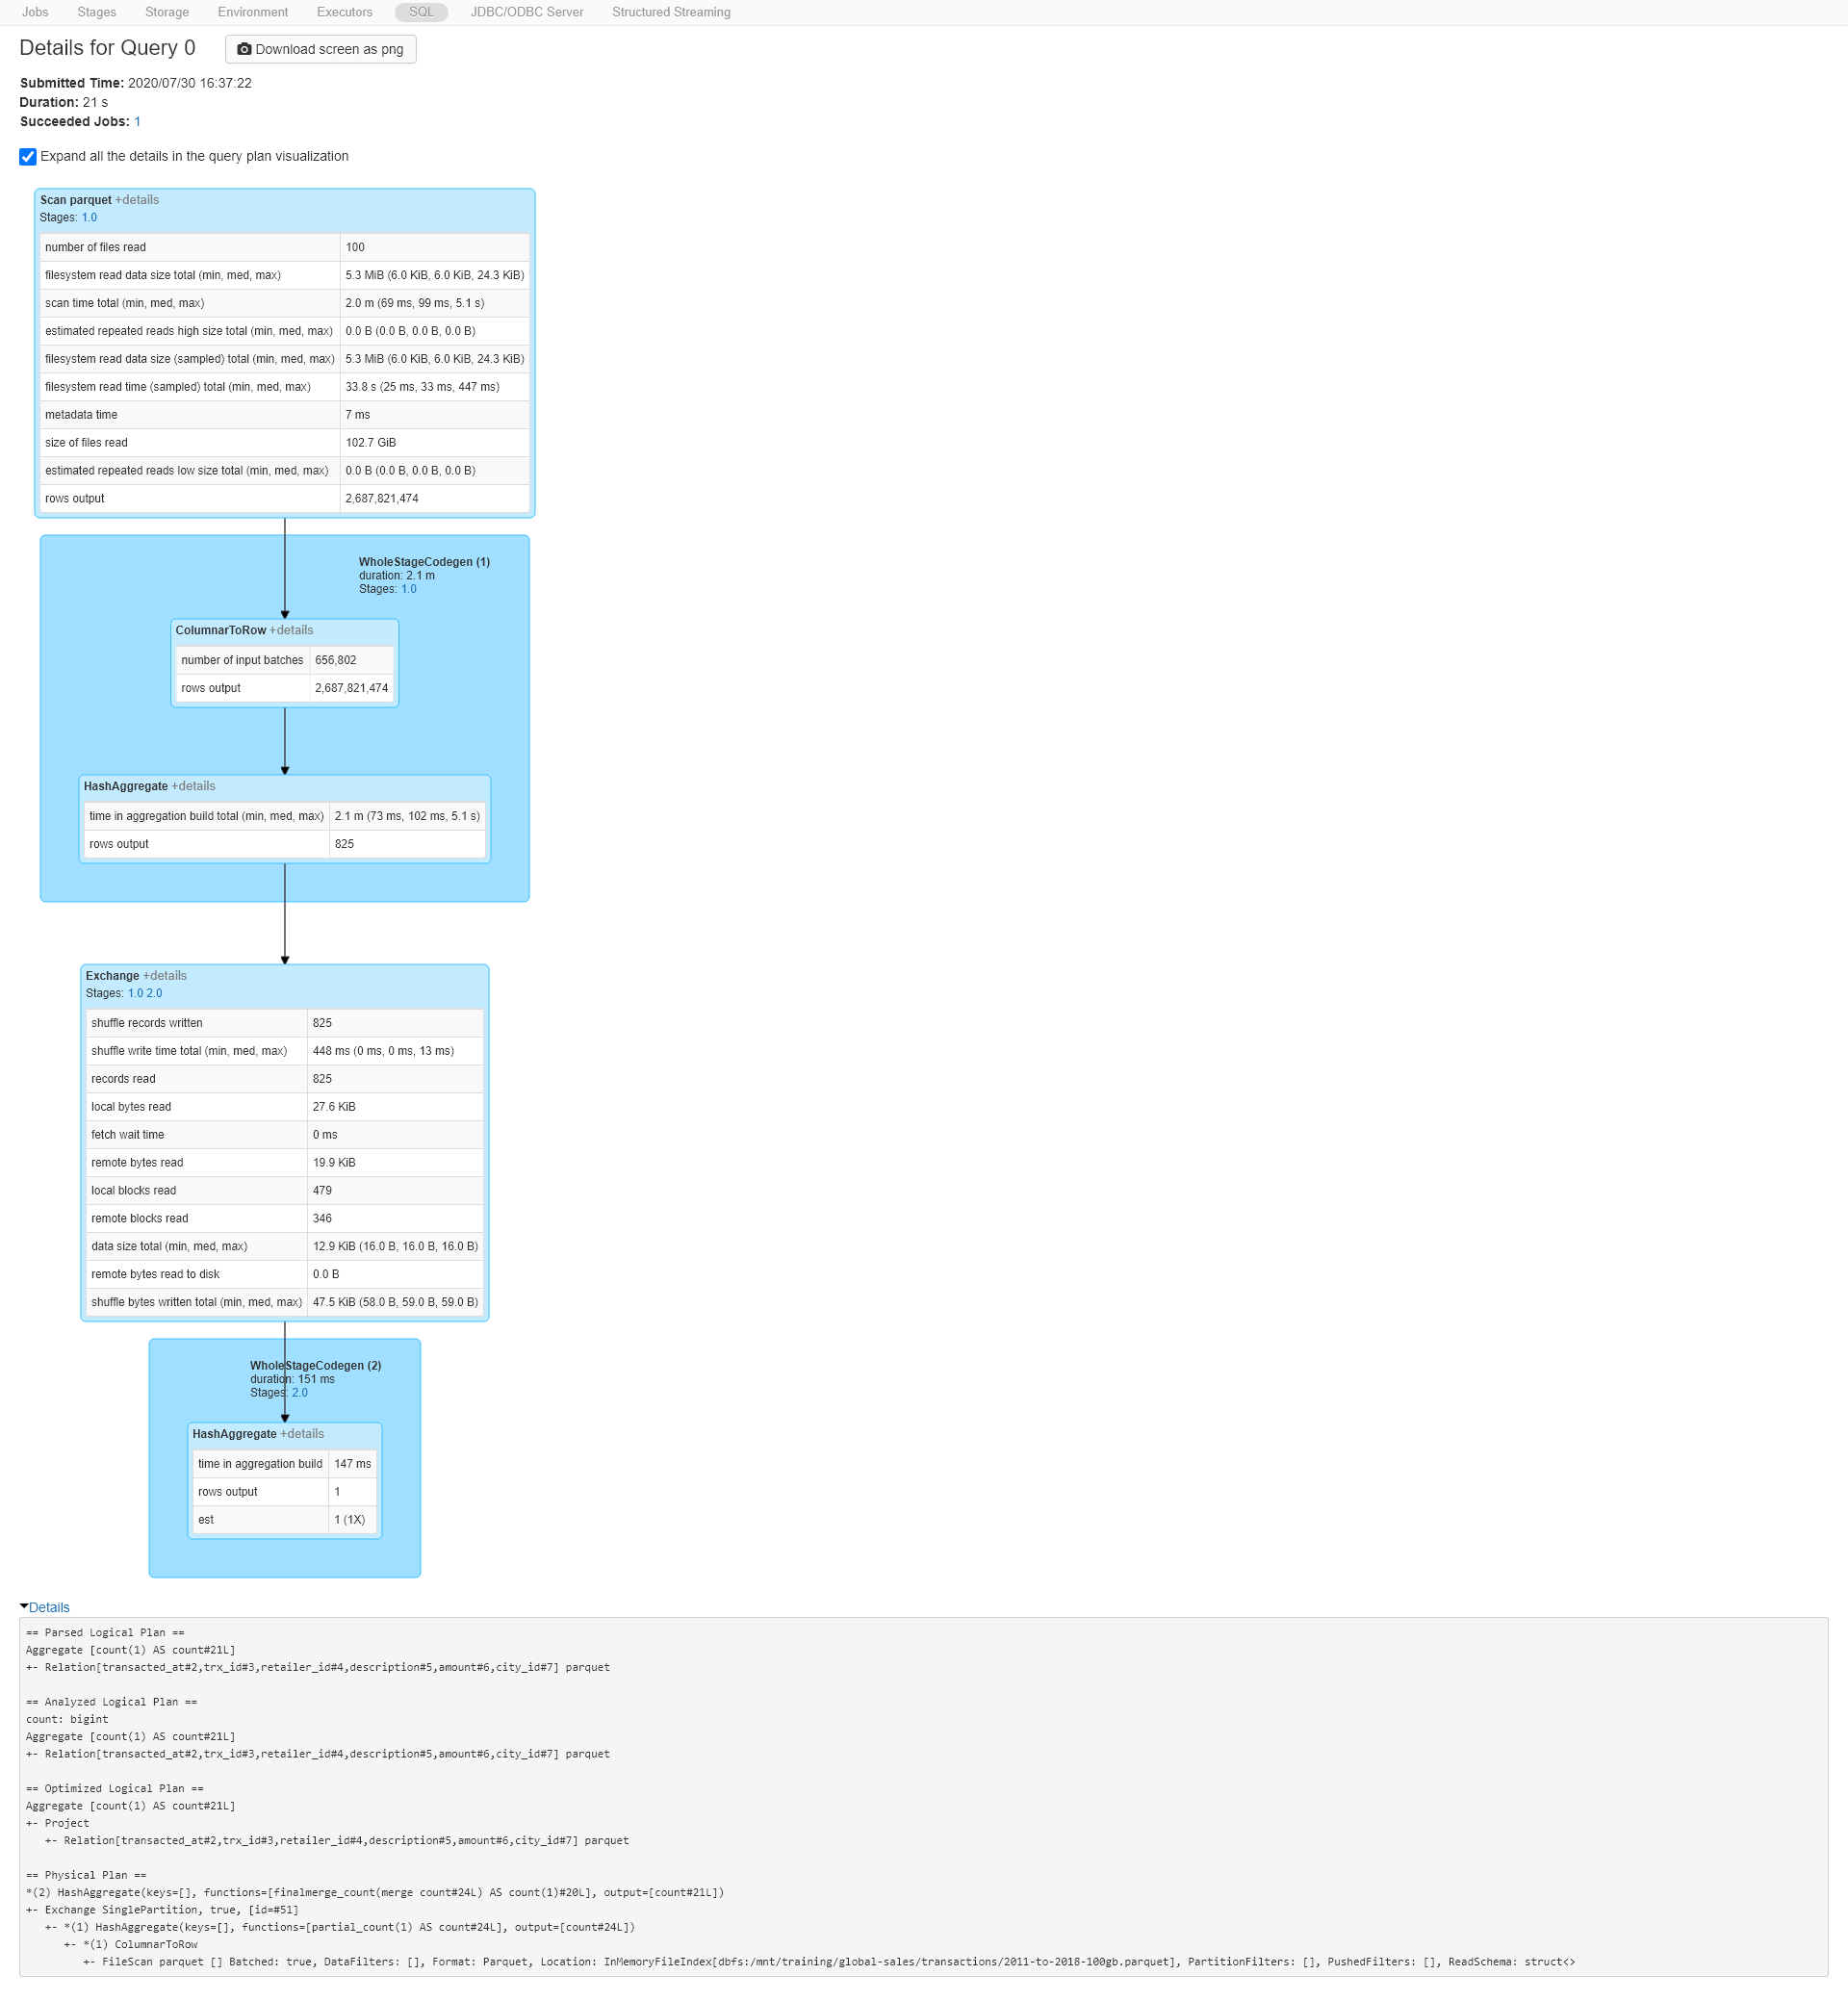 Jobs Stages Storage Environment Executors SQL JDBC/ODBC Server Structured Streaming
Details for Query 0 Download screen as png
Submitted Time: 2020/07/30 16:37:22
Duration: 21 s
Succeeded Jobs: 1
Expand all the details in the query plan visualization
Scan parquet +details
Stages: 1.0
number of files read 100
filesystem read data size total (min, med, max) 5.3 MiB (6.0 KiB, 6.0 KiB, 24.3 KiB)
scan time total (min, med, max) 2.0 m (69 ms, 99 ms, 5.1 s)
estimated repeated reads high size total (min, med, max) 0.0 B (0.0 B, 0.0 B, 0.0 B)
filesystem read data size (sampled) total (min, med, max) 5.3 MiB (6.0 KiB, 6.0 KiB, 24.3 KiB)
filesystem read time (sampled) total (min, med, max) 33.8 s (25 ms, 33 ms, 447 ms)
metadata time 7 ms
size of files read 102.7 GiB
estimated repeated reads low size total (min, med, max) 0.0 B (0.0 B, 0.0 B, 0.0 B)
rows output 2,687,821,474
WholeStageCodegen (1)
duration: 2.1 m
Stages: 1.0
ColumnarToRow +details
number of input batches 656,802
rows output 2,687,821,474
HashAggregate +details
time in aggregation build total (min, med, max) 2.1 m (73 ms, 102 ms, 5.1 s)
rows output 825
Exchange +details
Stages: 1.0 2.0
shuffle records written 825
shuffle write time total (min, med, max) 448 ms (0 ms, 0 ms, 13 ms)
records read 825
local bytes read 27.6 KiB
fetch wait time 0 ms
remote bytes read 19.9 KiB
local blocks read 479
remote blocks read 346
data size total (min, med, max) 12.9 KiB (16.0 B, 16.0 B, 16.0 B)
remote bytes read to disk 0.0 B
shuffle bytes written total (min, med, max) 47.5 KiB (58.0 B, 59.0 B, 59.0 B)
WholeStageCodegen (2)
duration: 151 ms
Stages: 2.0
HashAggregate +details
time in aggregation build 147 ms
rows output 1
est 1 (1X)
Details
== Parsed Logical Plan ==
Aggregate [count(1) AS count#21L]
+- Relation[transacted_at#2,trx_id#3,retailer_id#4,description#5,amount#6,city_id#7] parquet
== Analyzed Logical Plan ==
count: bigint
Aggregate [count(1) AS count#21L]
+- Relation[transacted_at#2,trx_id#3,retailer_id#4,description#5,amount#6,city_id#7] parquet
== Optimized Logical Plan ==
Aggregate [count(1) AS count#21L]
+- Project
+- Relation[transacted_at#2,trx_id#3,retailer_id#4,description#5,amount#6,city_id#7] parquet
== Physical Plan ==
*(2) HashAggregate(keys=[], functions=[finalmerge_count(merge count#24L) AS count(1)#20L], output=[count#21L])
+- Exchange SinglePartition, true, [id=#51]
+- *(1) HashAggregate(keys=[], functions=[partial_count(1) AS count#24L], output=[count#24L])
+- *(1) ColumnarToRow
+- FileScan parquet [] Batched: true, DataFilters: [], Format: Parquet, Location: InMemoryFileIndex[dbfs:/mnt/training/global-sales/transactions/2011-to-2018-100gb.parquet], PartitionFilters: [], PushedFilters: [], ReadSchema: struct<>